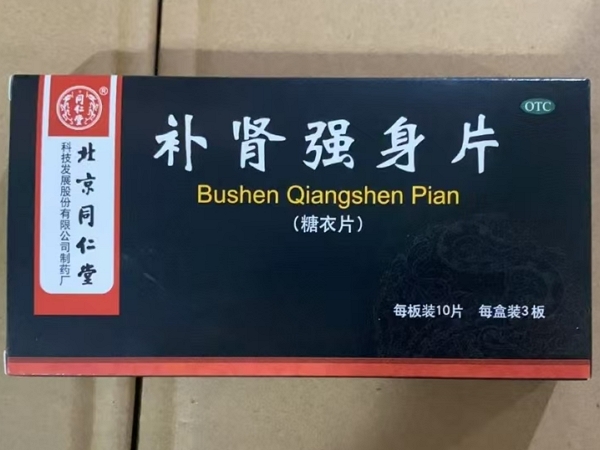 同仁堂
®
北京同仁堂
科技发展股份有限公司制药厂
OTC
补肾强身片
Bushen Qiangshen Pian
（糖衣片）
每板装10片 每盒装3板